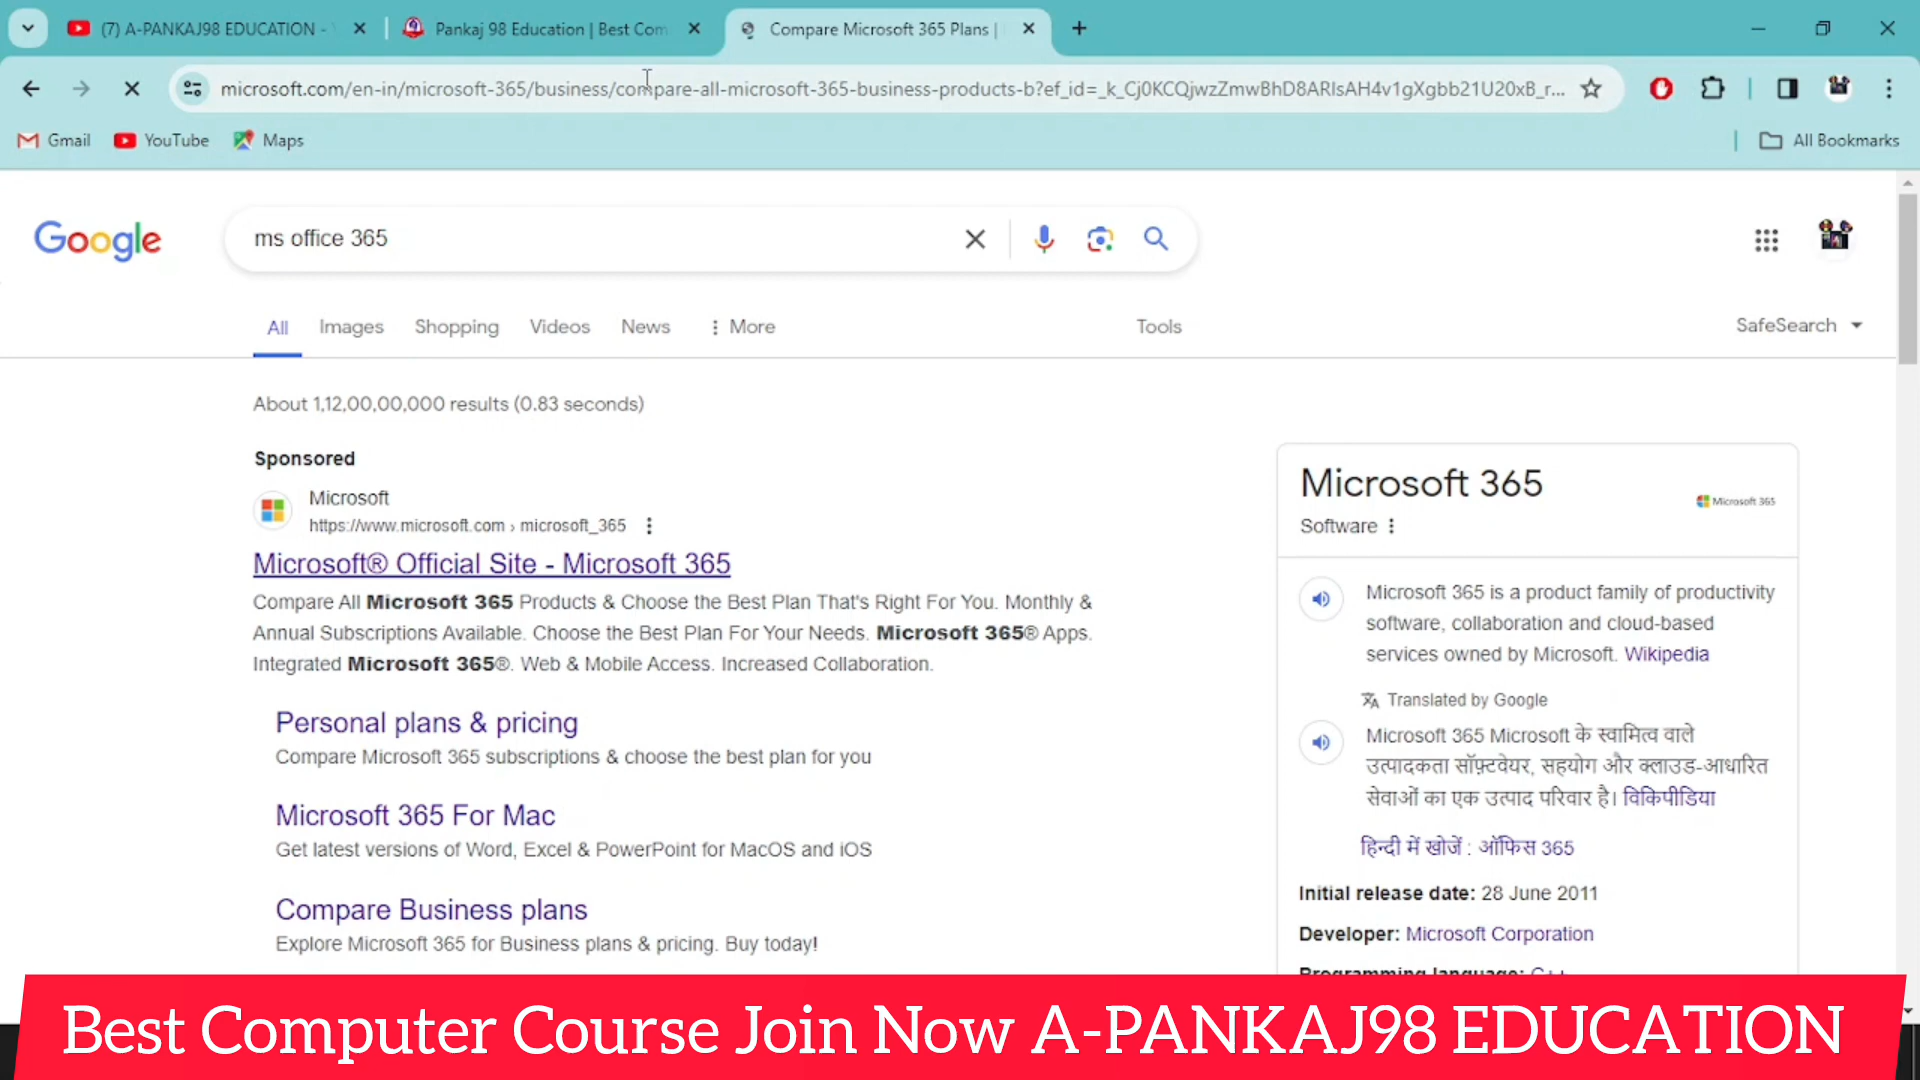 (7) A-PANKAJ98 EDUCATION -
Pankaj 98 Education | Best Com
Compare Microsoft 365 Plans |
microsoft.com/en-in/microsoft-365/business/compare-all-microsoft-365-business-products-b?ef_id=_k_Cj0KCQjwzZmwBhD8ARIsAH4v1gXgbb21U20xB_r...
Gmail
YouTube
Maps
All Bookmarks
Google
ms office 365
All
Images
Shopping
Videos
News
More
Tools
SafeSearch
About 1,12,00,00,000 results (0.83 seconds)
Sponsored
Microsoft
https://www.microsoft.com › microsoft_365
Microsoft® Official Site - Microsoft 365
Compare All Microsoft 365 Products & Choose the Best Plan That's Right For You. Monthly &
Annual Subscriptions Available. Choose the Best Plan For Your Needs. Microsoft 365® Apps.
Integrated Microsoft 365®. Web & Mobile Access. Increased Collaboration.
Personal plans & pricing
Compare Microsoft 365 subscriptions & choose the best plan for you
Microsoft 365 For Mac
Get latest versions of Word, Excel & PowerPoint for MacOS and iOS
Compare Business plans
Explore Microsoft 365 for Business plans & pricing. Buy today!
Microsoft 365
Microsoft 365
Software
Microsoft 365 is a product family of productivity
software, collaboration and cloud-based
services owned by Microsoft. Wikipedia
Translated by Google
Microsoft 365 Microsoft के स्वामित्व वाले
उत्पादकता सॉफ़्टवेयर, सहयोग और क्लाउड-आधारित
सेवाओं का एक उत्पाद परिवार है। विकिपीडिया
हिन्दी में खोजें : ऑफिस 365
Initial release date: 28 June 2011
Developer: Microsoft Corporation
Programming language: C++
Best Computer Course Join Now A-PANKAJ98 EDUCATION